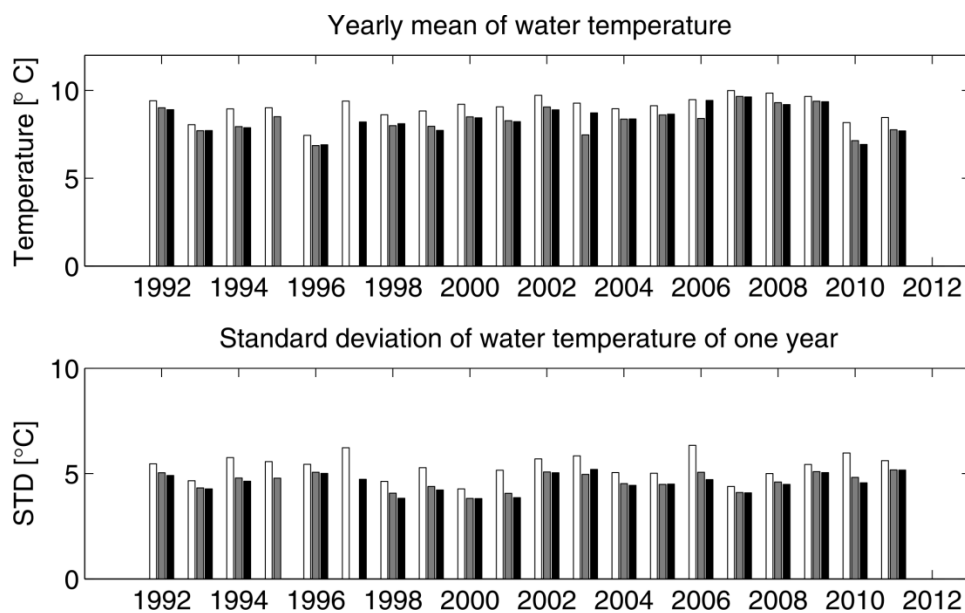 Yearly mean of water temperature
Temperature [° C]
10
5
0
1992 1994 1996 1998 2000 2002 2004 2006 2008 2010 2012
Standard deviation of water temperature of one year
STD [°C]
10
5
0
1992 1994 1996 1998 2000 2002 2004 2006 2008 2010 2012